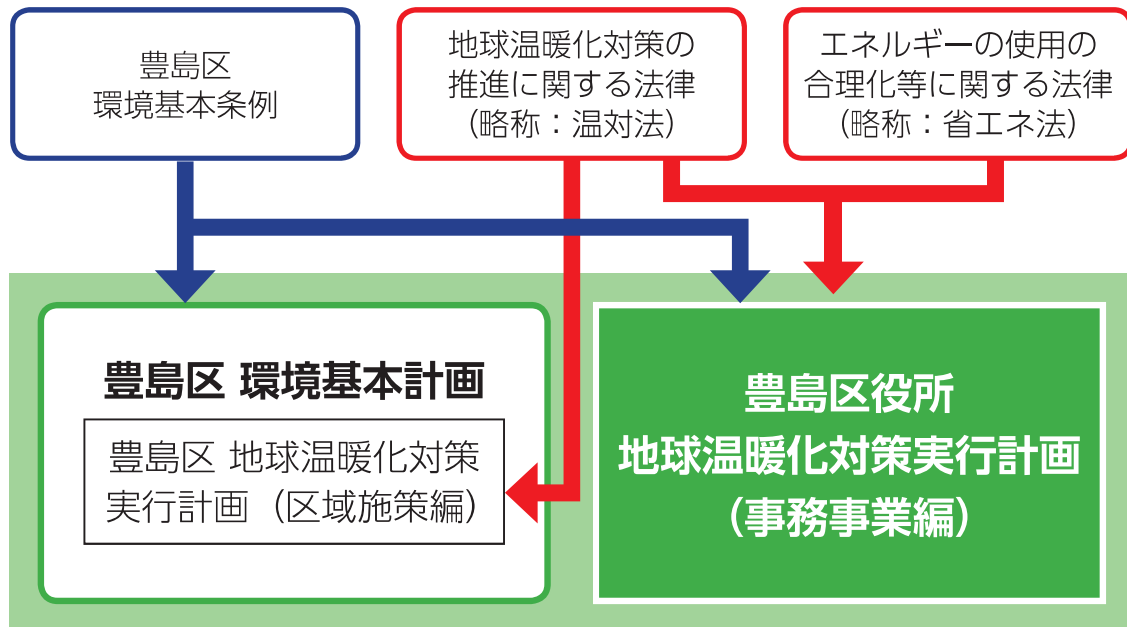 豊島区
環境基本条例
地球温暖化対策の
推進に関する法律
（略称：温対法）
エネルギーの使用の
合理化等に関する法律
（略称：省エネ法）
豊島区 環境基本計画
豊島区 地球温暖化対策
実行計画（区域施策編）
豊島区役所
地球温暖化対策実行計画
（事務事業編）